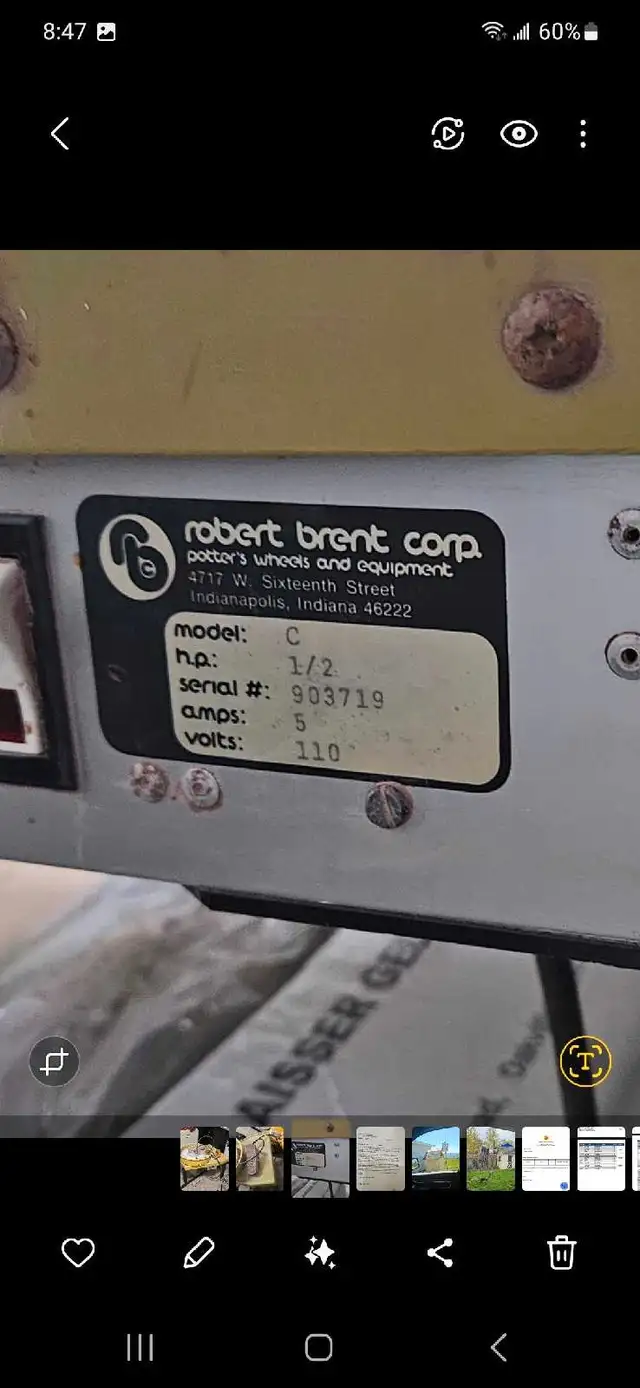 8:47 60%
robert brent corp.
potter's wheels and equipment
4717 W. Sixteenth Street
Indianapolis, Indiana 46222
model: C
h.p.: 1/2
serial #: 903719
amps: 5
volts: 110
AISSER GE
T